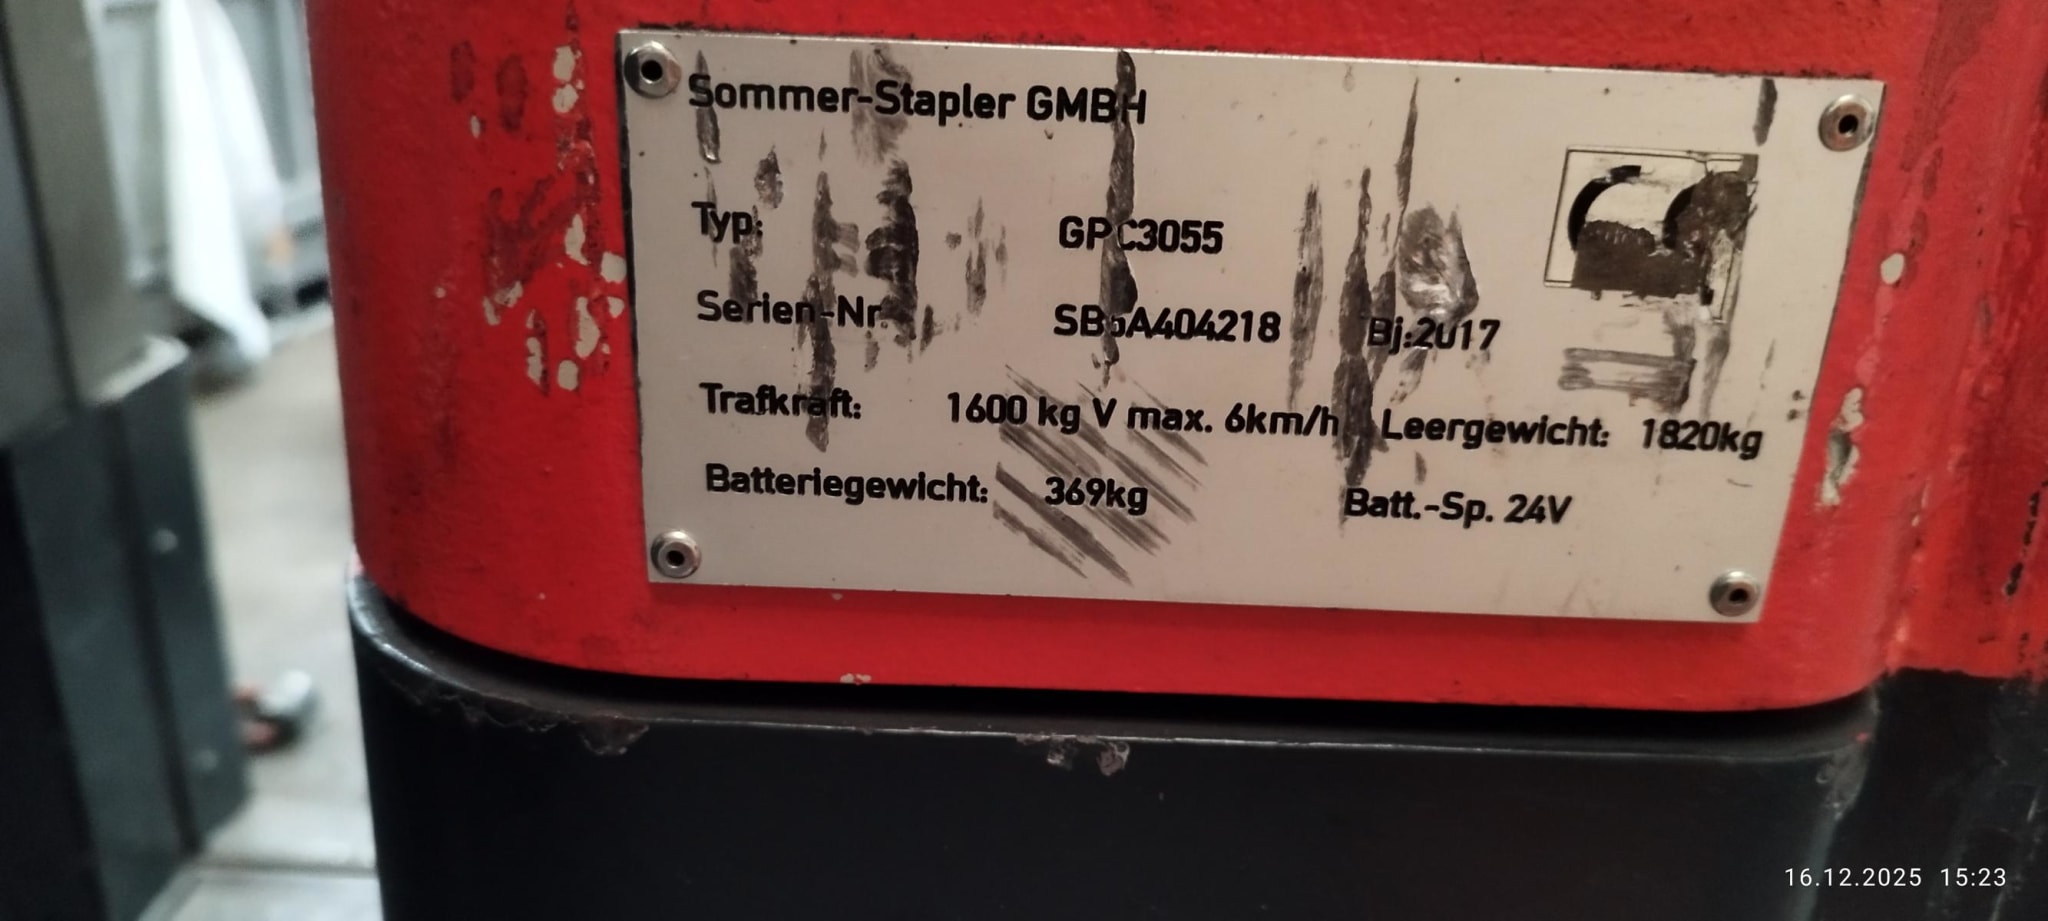 Sommer-Stapler GMBH
Typ: GPC3055
Serien-Nr. Bj.:2017
Trafkraft: 1600 kg V max. 6km/h Leergewicht: 1820kg
Batteriegewicht: 369kg Batt.-Sp. 24V
16.12.2025 15:23